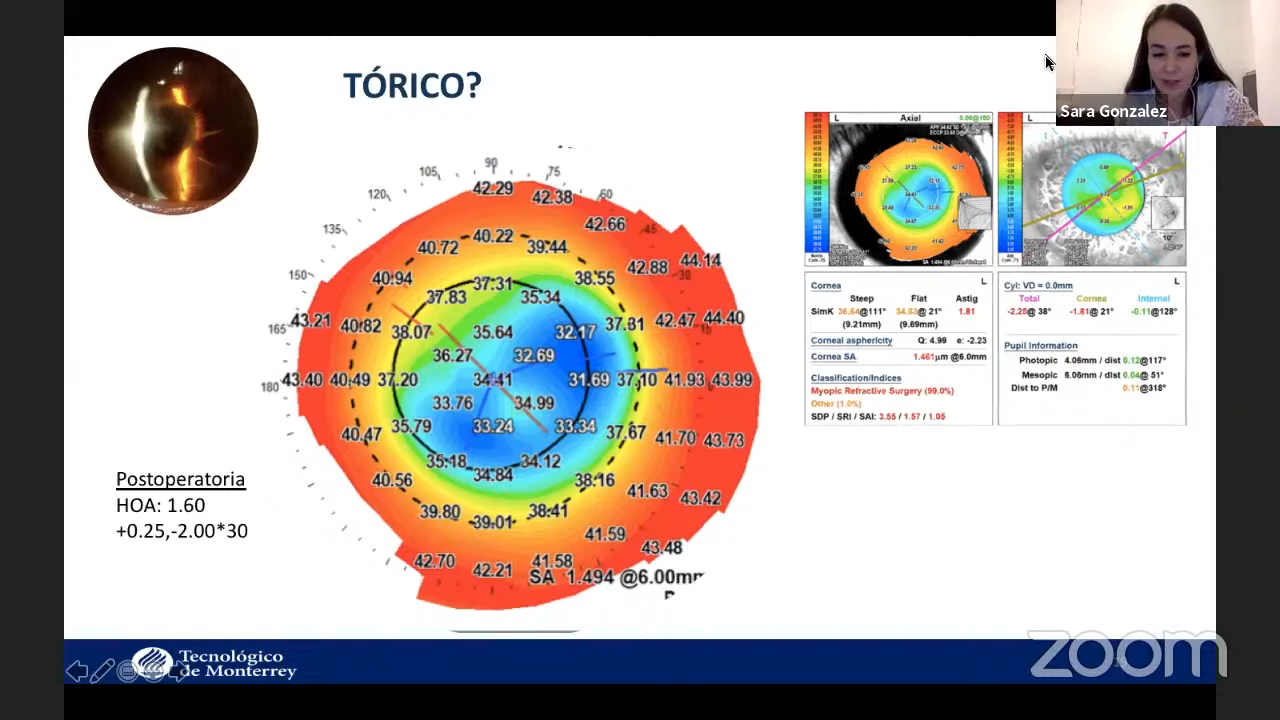 TÓRICO?
Sara Gonzalez
90
105
75
120
60
135
45
150
30
165
15
180
42.29
42.38
42.66
40.72 40.22 39.44
42.88 44.14
40.94 37.83 37.31 35.34 38.55
43.21 40.82 38.07 35.64 32.17 37.31 42.47 44.40
36.27 32.69
43.40 40.49 37.20 34.41 31.69 37.10 41.93 43.99
33.76 34.99
40.47 35.79 33.24 33.34 37.67 41.70 43.73
35.18 34.84 34.12
40.56 38.16 41.63 43.42
39.80 39.01 38.41
41.59
42.70 42.21 41.58 43.48
SA 1.494 @6.00mm
Postoperatoria
HOA: 1.60
+0.25,-2.00*30
L Axial 0.06@180
L
T
Cornea L
Steep Flat Astig
SimK 36.64@111° 34.83@ 21° 1.81
(9.21mm) (9.69mm)
Corneal asphericity Q: 4.99 e: -2.23
Cornea SA 1.461µm @6.0mm
Classification/Indices
Myopic Refractive Surgery (99.0%)
Other (1.0%)
SDP / SRI / SAI: 3.55 / 1.57 / 1.05
Cyl: VD = 0.0mm L
Total Cornea Internal
-2.25@ 38° -1.81@ 21° -0.11@128°
Pupil Information
Photopic 4.06mm / dist 0.12@117°
Mesopic 6.06mm / dist 0.04@ 51°
Dist to P/M 0.11@318°
Tecnológico
de Monterrey
zoom